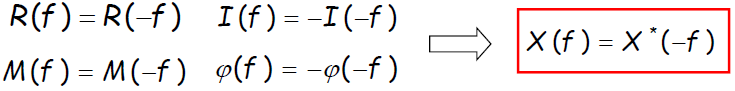 R(f) = R(−f) I(f) = −I(−f)
M(f) = M(−f) φ(f) = −φ(−f)
X(f) = X*(−f)